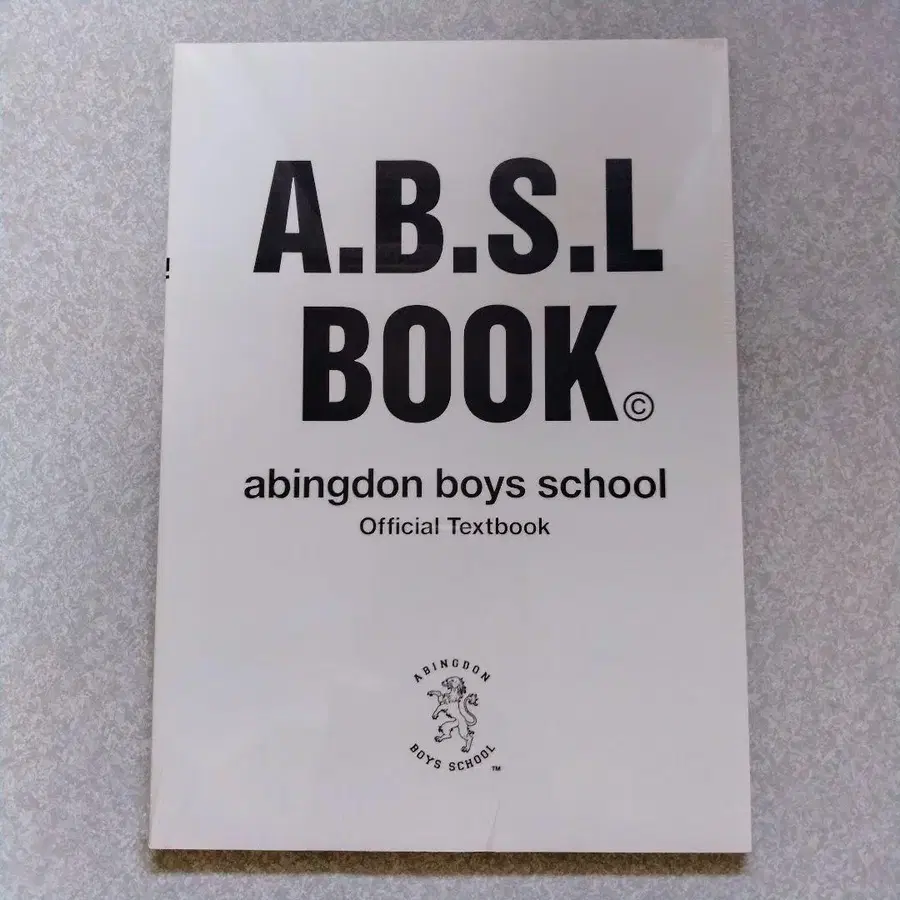 A.B.S.L
BOOK©
abingdon boys school
Official Textbook
ABINGDON
BOYS SCHOOL
™